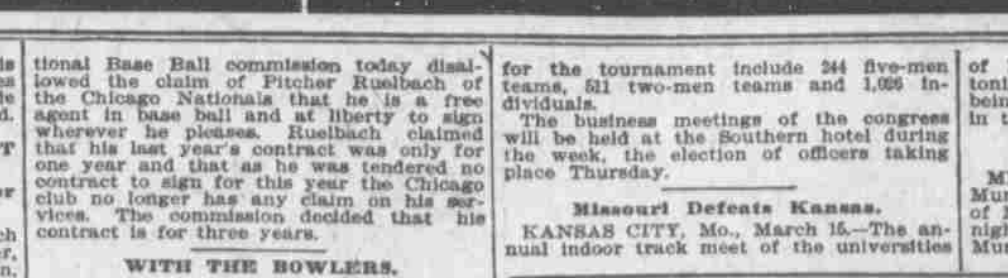 tional Base Ball commission today disal-
lowed the claim of Pitcher Ruelbach of
the Chicago Nationals that he is a free
agent in base ball and at liberty to sign
wherever he pleases. Ruelbach claimed
that his last year's contract was only for
one year and that as he was tendered no
contract to sign for this year the Chicago
club no longer has any claim on his ser-
vices. The commission decided that his
contract is for three years.
WITH THE BOWLERS.
for the tournament include 244 five-men
teams, 511 two-men teams and 1,026 in-
dividuals.
The business meetings of the congress
will be held at the Southern hotel during
the week, the election of officers taking
place Thursday.
Missouri Defeats Kansas.
KANSAS CITY, Mo., March 15.—The an-
nual indoor track meet of the universities
of
toni
bein
in t